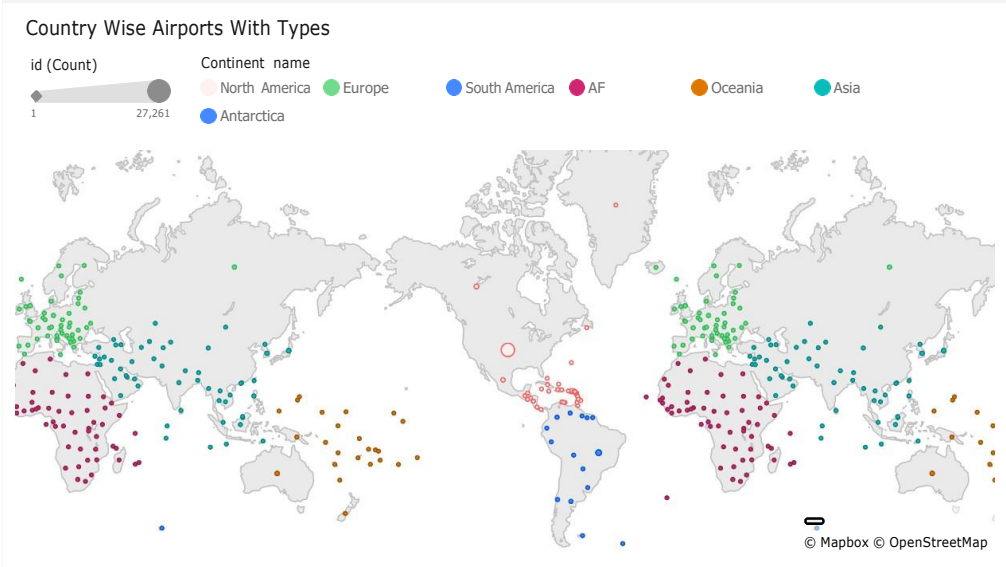 Country Wise Airports With Types
id (Count)
1 27,261
Continent name
North America Europe South America AF Oceania Asia
Antarctica
© Mapbox © OpenStreetMap